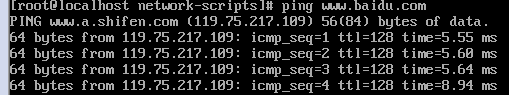 [root@localhost network-scripts]# ping www.baidu.com
PING www.a.shifen.com (119.75.217.109) 56(84) bytes of data.
64 bytes from 119.75.217.109: icmp_seq=1 ttl=128 time=5.55 ms
64 bytes from 119.75.217.109: icmp_seq=2 ttl=128 time=5.60 ms
64 bytes from 119.75.217.109: icmp_seq=3 ttl=128 time=5.64 ms
64 bytes from 119.75.217.109: icmp_seq=4 ttl=128 time=8.94 ms